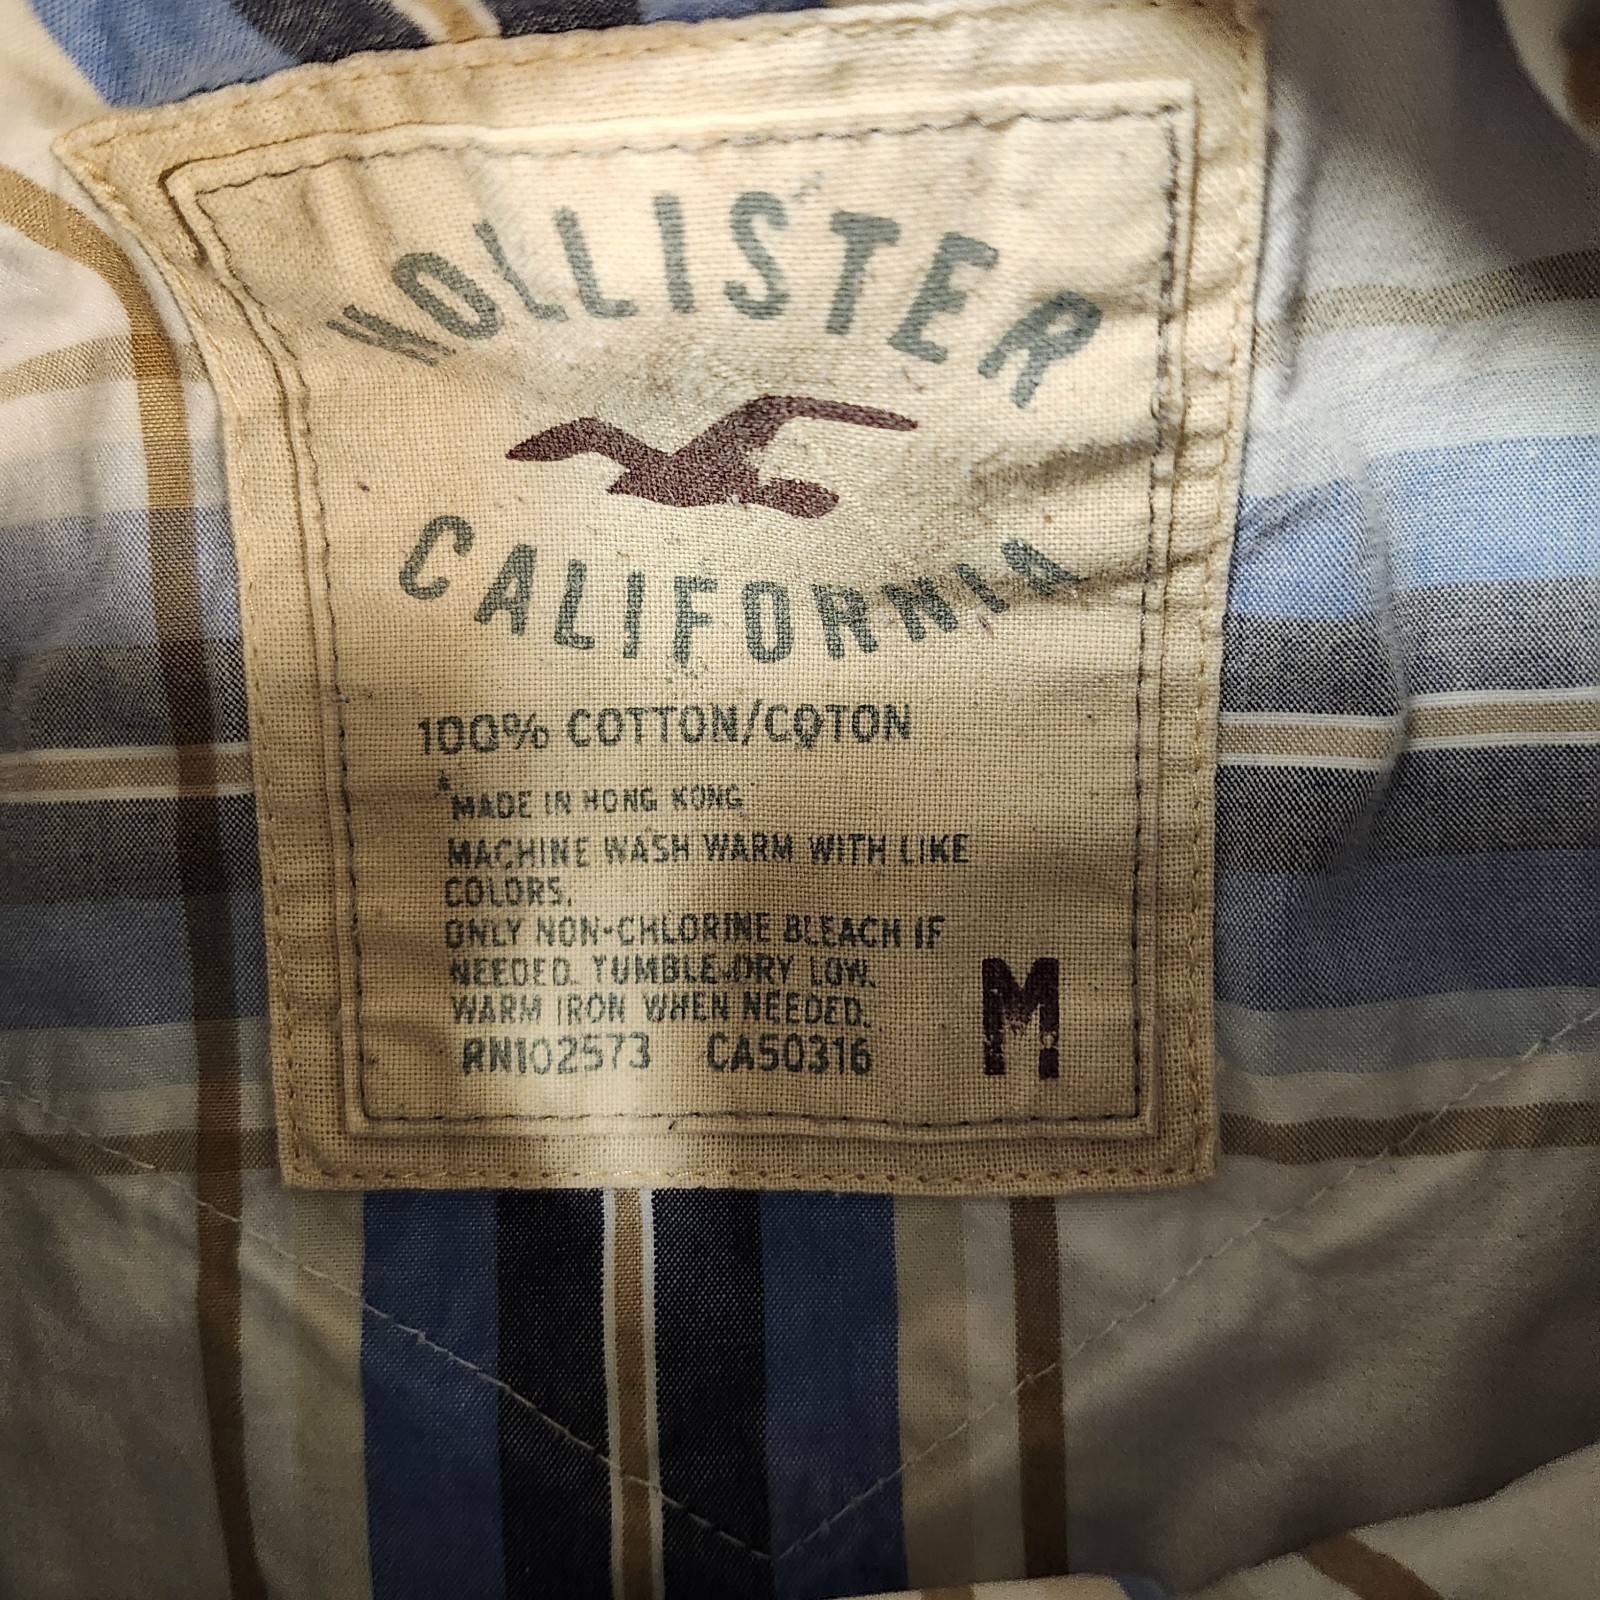 HOLLISTER
CALIFORNIA
100% COTTON/COTON
MADE IN HONG KONG
MACHINE WASH WARM WITH LIKE
COLORS.
ONLY NON-CHLORINE BLEACH IF
NEEDED. TUMBLE DRY LOW.
WARM IRON WHEN NEEDED.
RN102573 CA50316
M